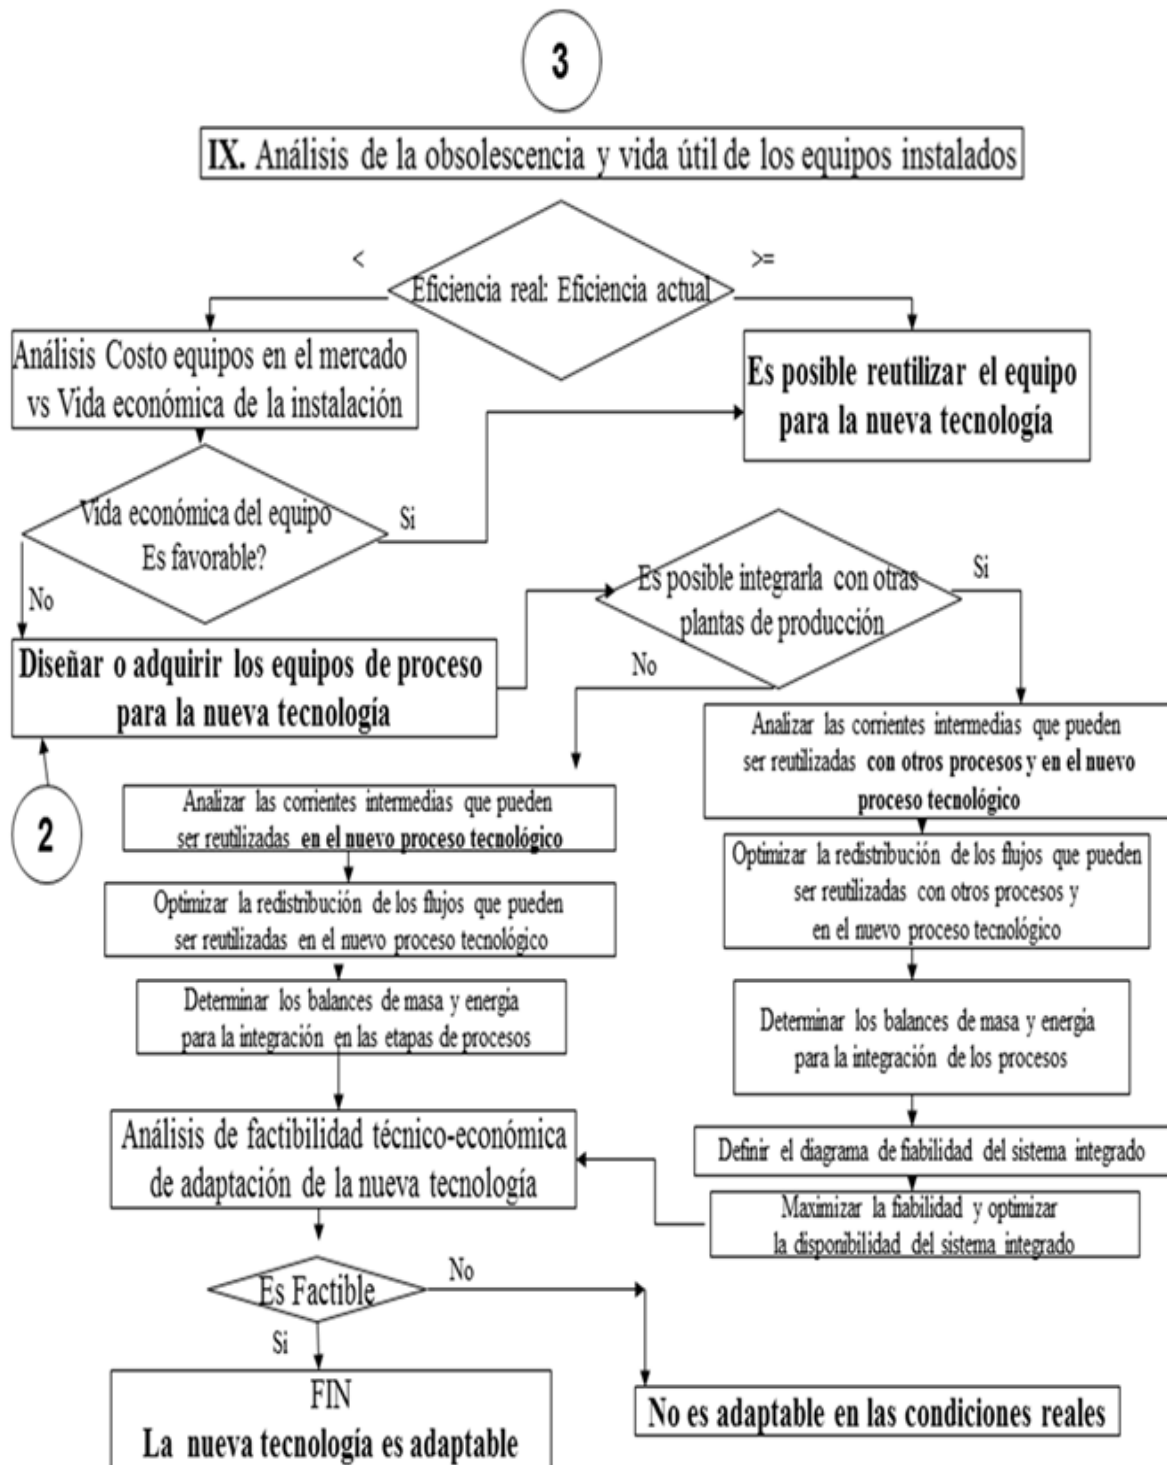 3
IX. Análisis de la obsolescencia y vida útil de los equipos instalados
<
>=
Eficiencia real: Eficiencia actual
Análisis Costo equipos en el mercado
vs Vida económica de la instalación
Es posible reutilizar el equipo
para la nueva tecnología
Vida económica del equipo
Es favorable?
Si
No
Es posible integrarla con otras
plantas de producción
Si
No
Diseñar o adquirir los equipos de proceso
para la nueva tecnología
2
Analizar las corrientes intermedias que pueden
ser reutilizadas con otros procesos y en el nuevo
proceso tecnológico
Analizar las corrientes intermedias que pueden
ser reutilizadas en el nuevo proceso tecnológico
Optimizar la redistribución de los flujos que pueden
ser reutilizadas con otros procesos y
en el nuevo proceso tecnológico
Optimizar la redistribución de los flujos que pueden
ser reutilizadas en el nuevo proceso tecnológico
Determinar los balances de masa y energia
para la integración en las etapas de procesos
Determinar los balances de masa y energia
para la integración de los procesos
Análisis de factibilidad técnico-económica
de adaptación de la nueva tecnología
Definir el diagrama de fiabilidad del sistema integrado
Maximizar la fiabilidad y optimizar
la disponibilidad del sistema integrado
Es Factible
No
Si
FIN
La nueva tecnología es adaptable
No es adaptable en las condiciones reales